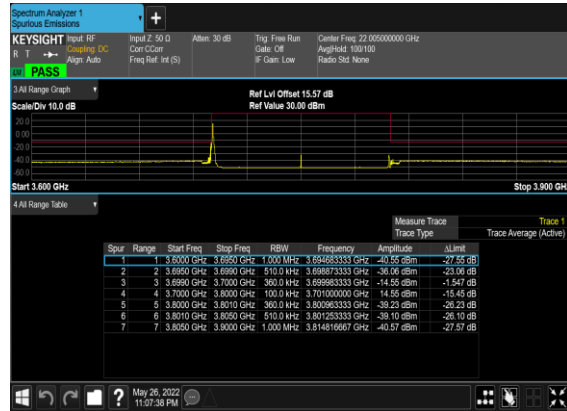 Spectrum Analyzer 1
Spurious Emissions
KEYSIGHT Input: RF Input Z: 50 Ω Atten: 30 dB Trig: Free Run Center Freq: 22.005000000 GHz
R T Coupling: DC Corr CCorr Gate: Off Avg|Hold: 100/100
Align: Auto Freq Ref: Int (S) IF Gain: Low Radio Std: None
PASS
3 All Range Graph Ref Lvl Offset 15.57 dB
Scale/Div 10.0 dB Ref Value 30.00 dBm
20.0
0.00
-20.0
-40.0
-60.0
Start 3.600 GHz Stop 3.900 GH
4 All Range Table
Measure Trace Trace 1
Trace Type Trace Average (Active)
Spur Range Start Freq Stop Freq RBW Frequency Amplitude ΔLimit
1 1 3.6000 GHz 3.6950 GHz 1.000 MHz 3.694683333 GHz -40.55 dBm -27.55 dB
2 2 3.6950 GHz 3.6990 GHz 510.0 kHz 3.698873333 GHz -36.06 dBm -23.06 dB
3 3 3.6990 GHz 3.7000 GHz 360.0 kHz 3.699983333 GHz -14.55 dBm -1.547 dB
4 4 3.7000 GHz 3.8000 GHz 100.0 kHz 3.701000000 GHz 14.55 dBm -15.45 dB
5 5 3.8000 GHz 3.8010 GHz 360.0 kHz 3.800963333 GHz -39.23 dBm -26.23 dB
6 6 3.8010 GHz 3.8050 GHz 510.0 kHz 3.801253333 GHz -39.10 dBm -26.10 dB
7 7 3.8050 GHz 3.9000 GHz 1.000 MHz 3.814816667 GHz -40.57 dBm -27.57 dB
? May 26, 2022
11:07:38 PM